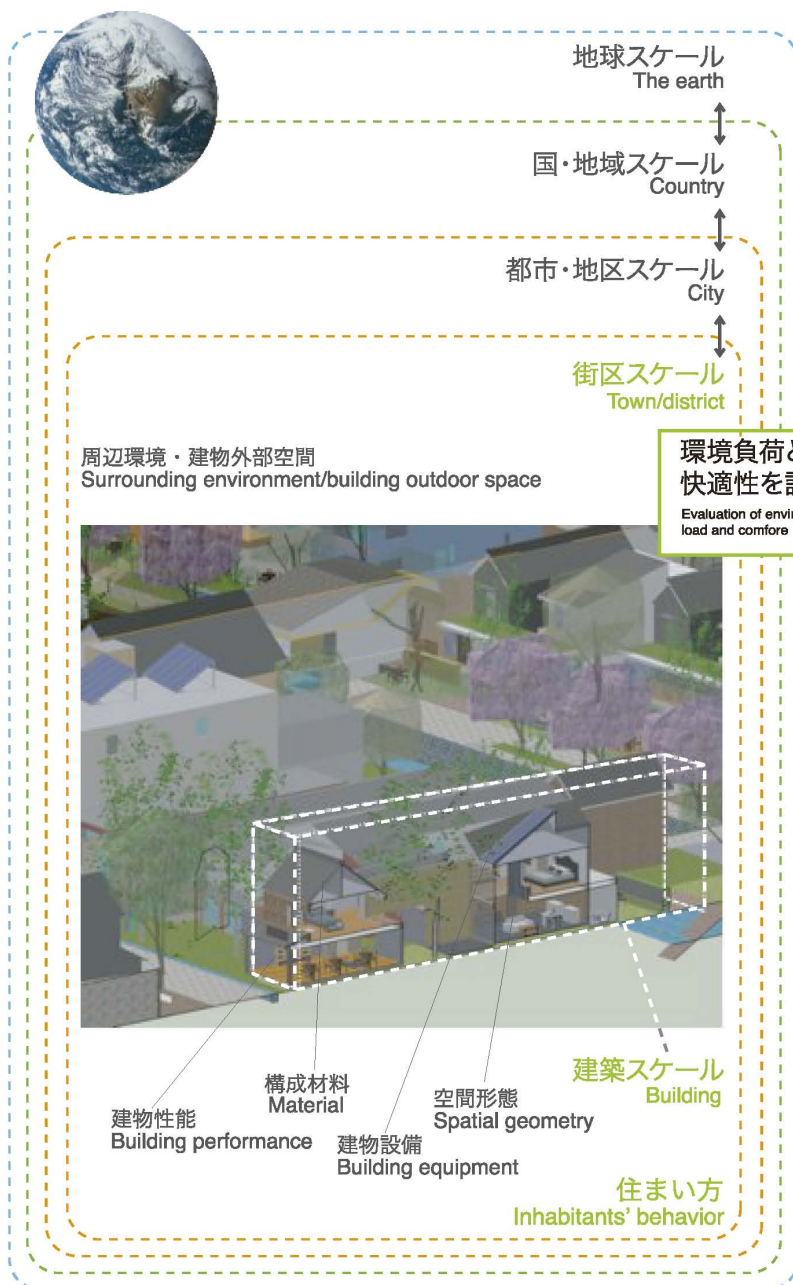 地球スケール
The earth
国・地域スケール
Country
都市・地区スケール
City
街区スケール
Town/district
周辺環境・建物外部空間
Surrounding environment/building outdoor space
環境負荷と
快適性を
Evaluation of envir
load and comfore
構成材料
Material
建物性能
Building performance
建物設備
Building equipment
空間形態
Spatial geometry
建築スケール
Building
住まい方
Inhabitants' behavior